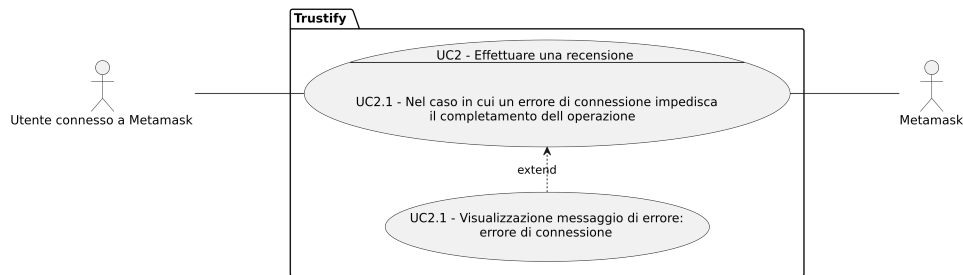 Trustify
UC2 - Effettuare una recensione
UC2.1 - Nel caso in cui un errore di connessione impedisca
il completamento dell operazione
Utente connesso a Metamask
Metamask
extend
UC2.1 - Visualizzazione messaggio di errore:
errore di connessione